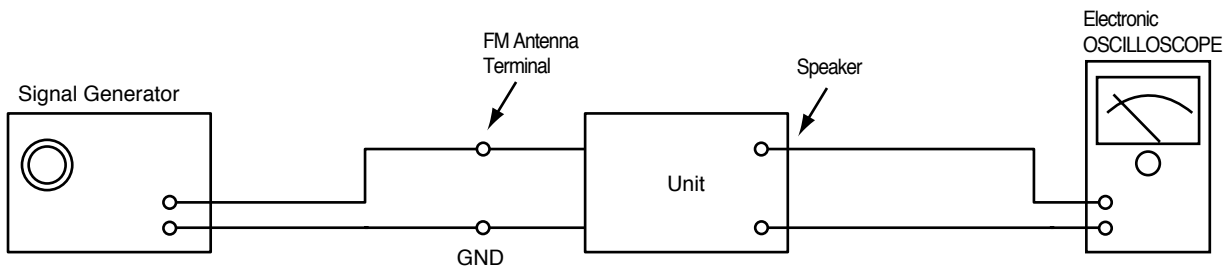 Electronic
OSCILLOSCOPE
FM Antenna
Terminal
Speaker
Signal Generator
Unit
GND